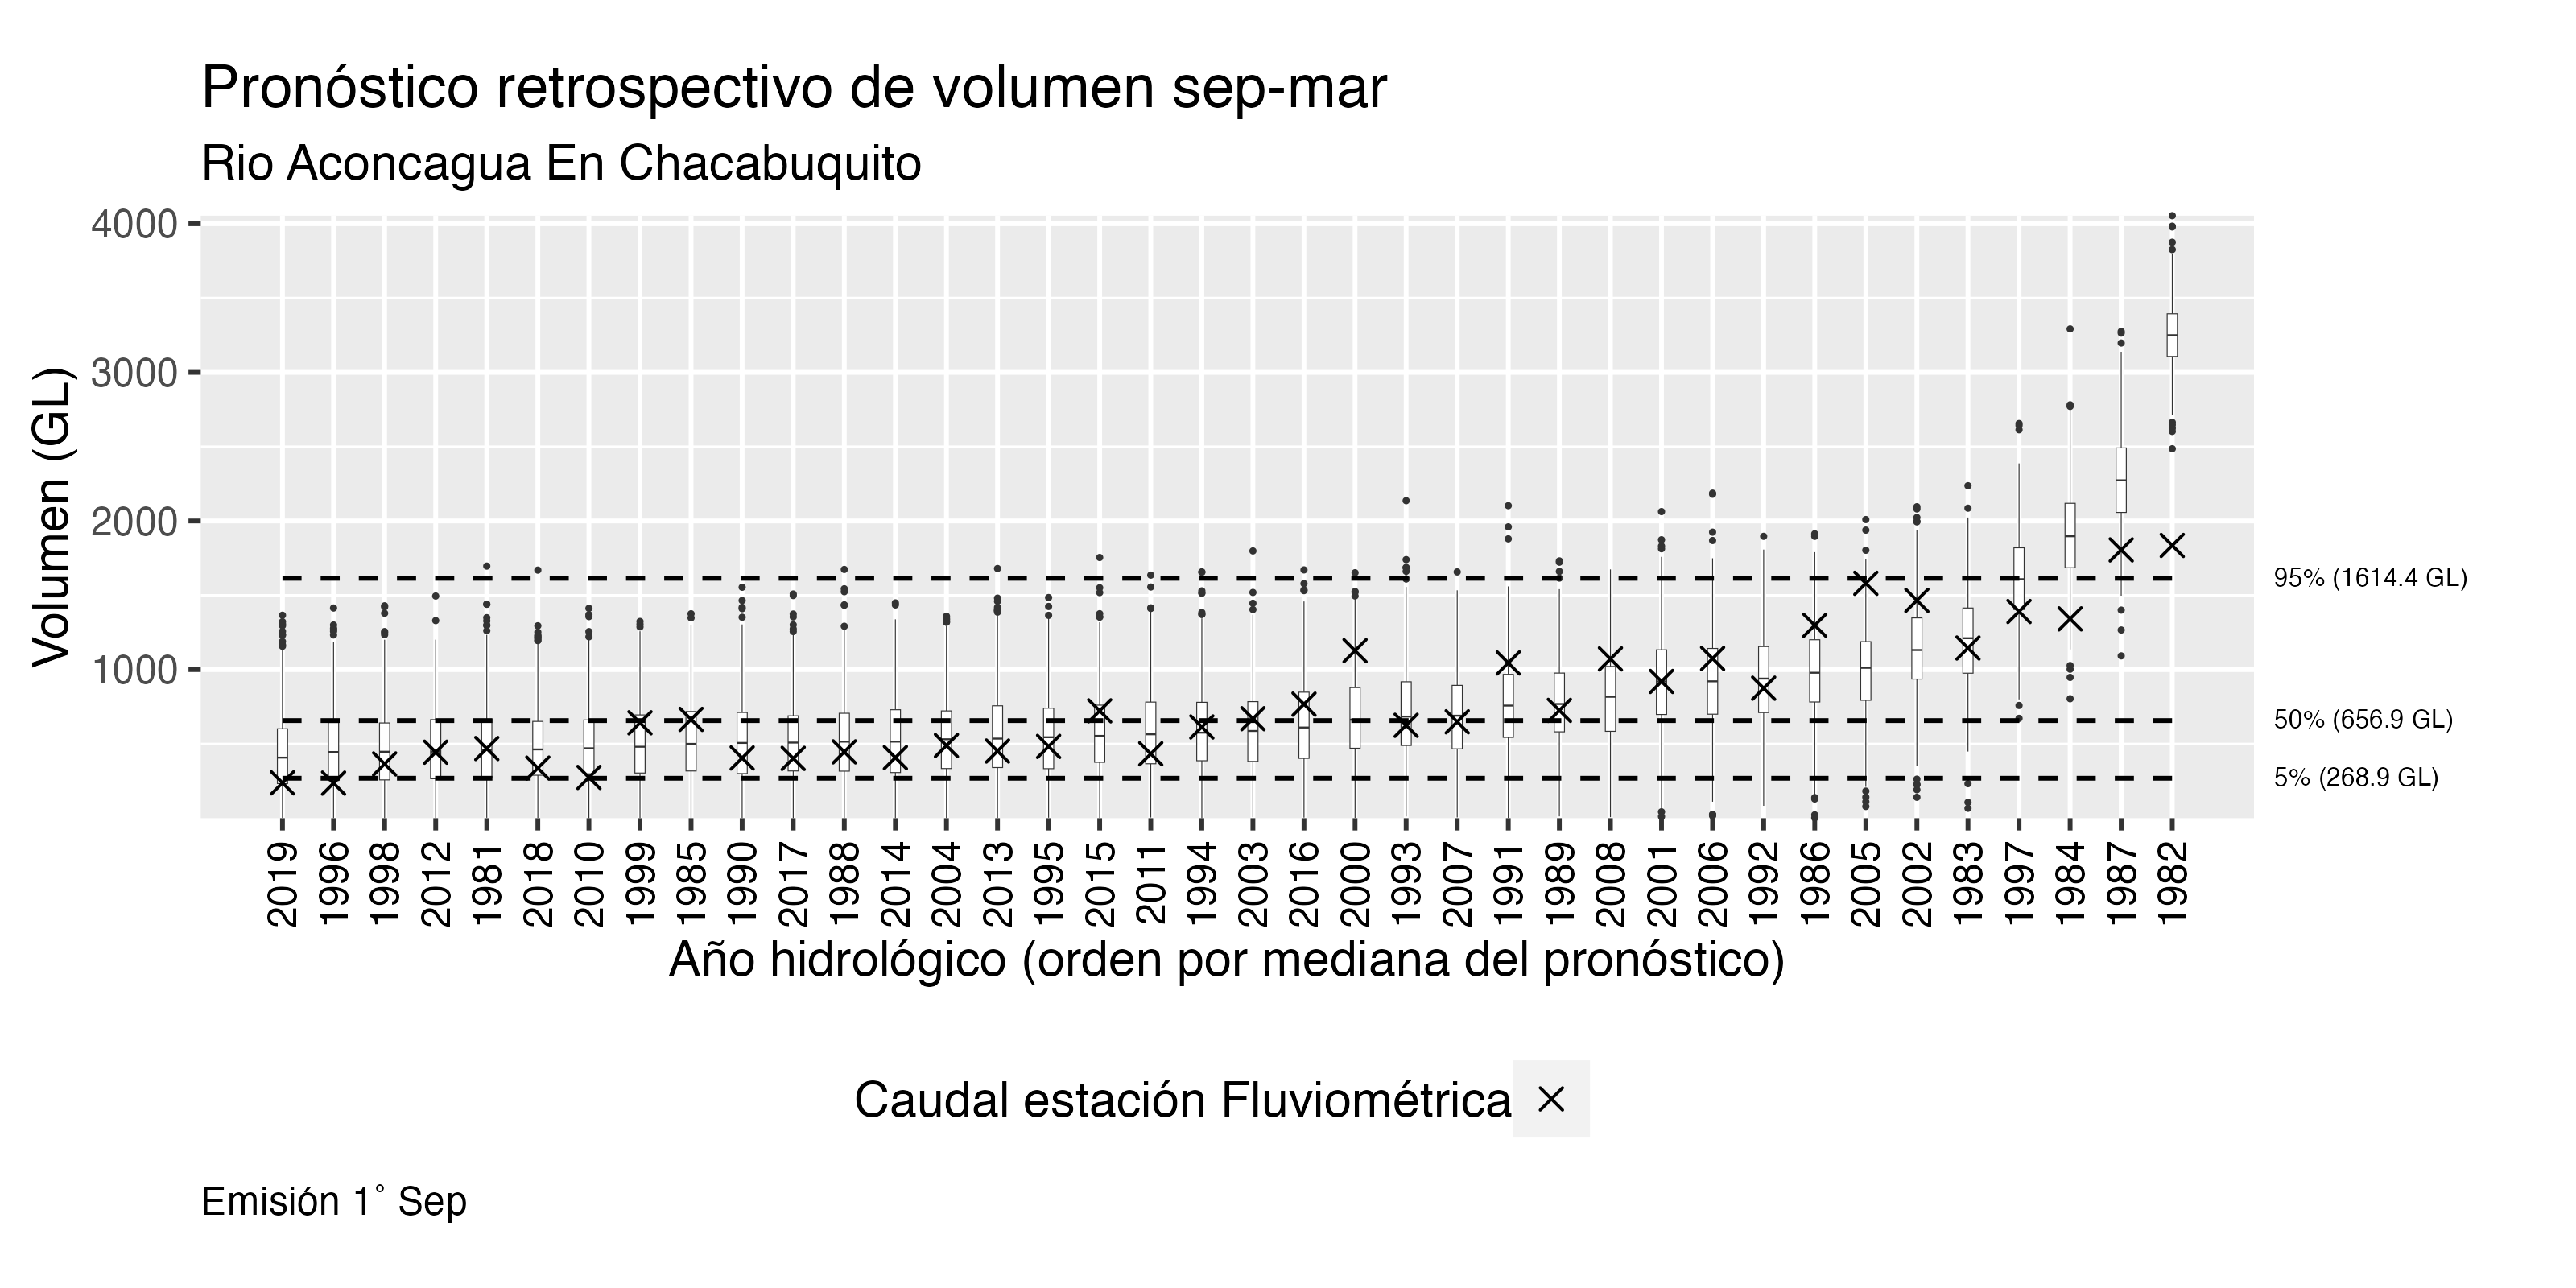 Pronóstico retrospectivo de volumen sep-mar
Rio Aconcagua En Chacabuquito
Volumen (GL)
4000
3000
2000
1000
95% (1614.4 GL)
50% (656.9 GL)
5% (268.9 GL)
2019 1996 1998 2012 1981 2018 2010 1999 1985 1990 2017 1988 2014 2004 2013 1995 2015 2011 1994 2003 2016 2000 1993 2007 1991 1989 2008 2001 2006 1992 1986 2005 2002 1983 1997 1984 1987 1982
Año hidrológico (orden por mediana del pronóstico)
Caudal estación Fluviométrica
Emisión 1° Sep